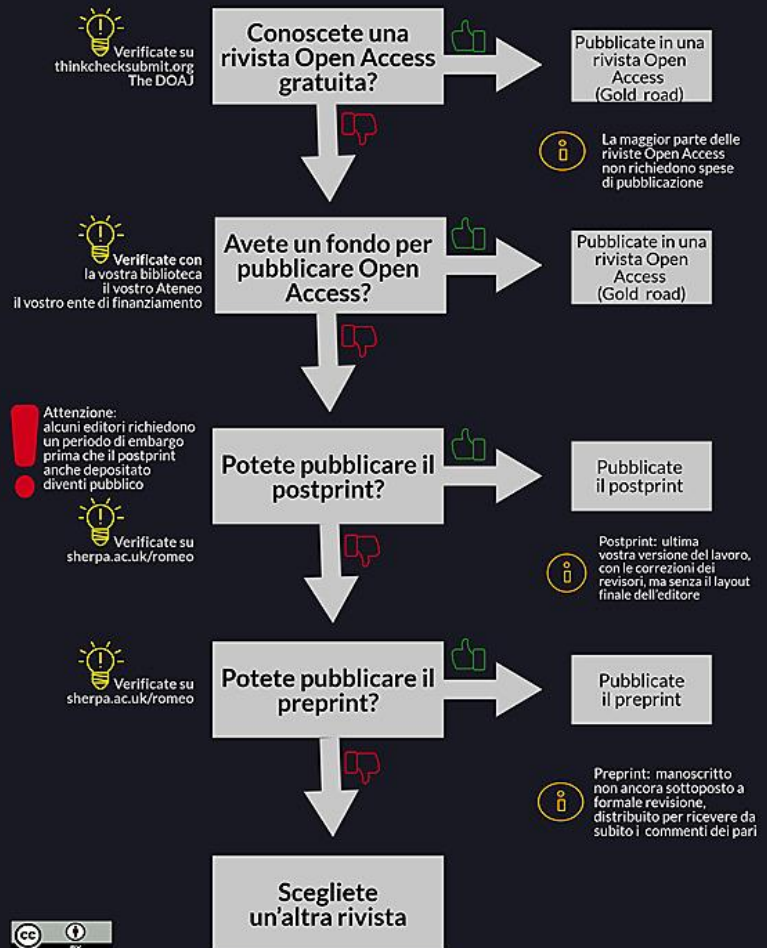 Verificate su
thinkchecksubmit.org
The DOAJ
Conoscete una
rivista Open Access
gratuita?
Pubblicate in una
rivista Open
Access
(Gold road)
La maggior parte delle
riviste Open Access
non richiedono spese
di pubblicazione
Verificate con
la vostra biblioteca
il vostro Ateneo
il vostro ente di finanziamento
Avete un fondo per
pubblicare Open
Access?
Pubblicate in una
rivista Open
Access
(Gold road)
Attenzione:
alcuni editori richiedono
un periodo di embargo
prima che il postprint
anche depositato
diventi pubblico
Verificate su
sherpa.ac.uk/romeo
Potete pubblicare il
postprint?
Pubblicate
il postprint
Postprint: ultima
vostra versione del lavoro,
con le correzioni dei
revisori, ma senza il layout
finale dell'editore
Verificate su
sherpa.ac.uk/romeo
Potete pubblicare il
preprint?
Pubblicate
il preprint
Preprint: manoscritto
non ancora sottoposto a
formale revisione,
distribuito per ricevere da
subito i commenti dei pari
Scegliete
un'altra rivista
cc